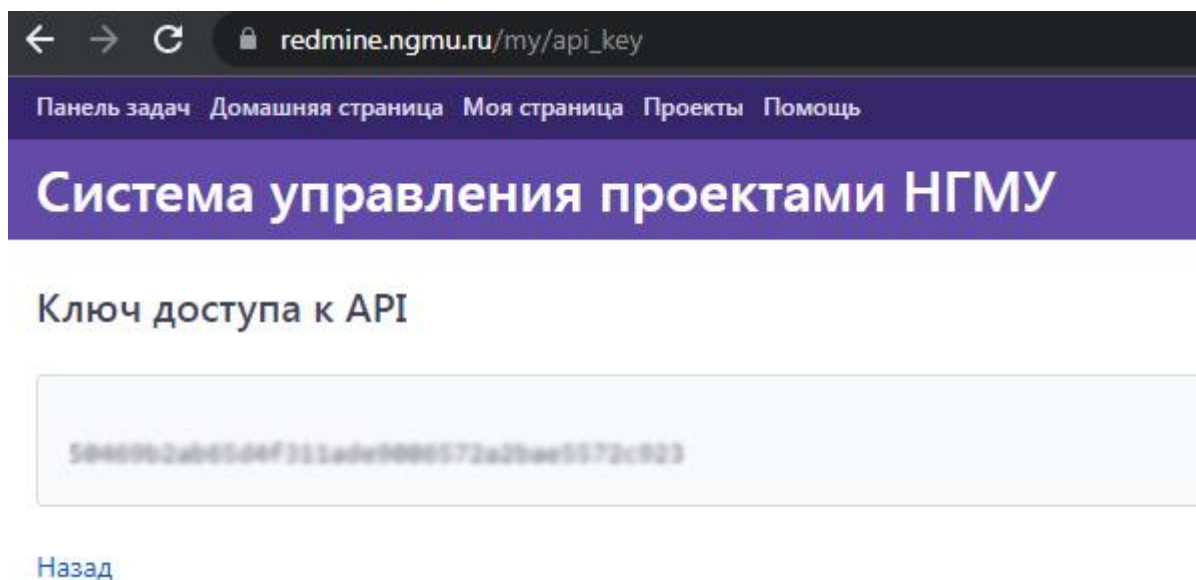 redmine.ngmu.ru/my/api_key
Панель задач Домашняя страница Моя страница Проекты Помощь
Система управления проектами НГМУ
Ключ доступа к API
Назад